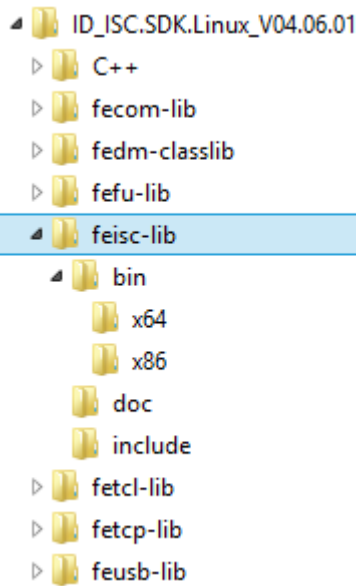 ID_ISC.SDK.Linux_V04.06.01
C++
fecom-lib
fedm-classlib
fefu-lib
feisc-lib
bin
x64
x86
doc
include
fetcl-lib
fetcp-lib
feusb-lib